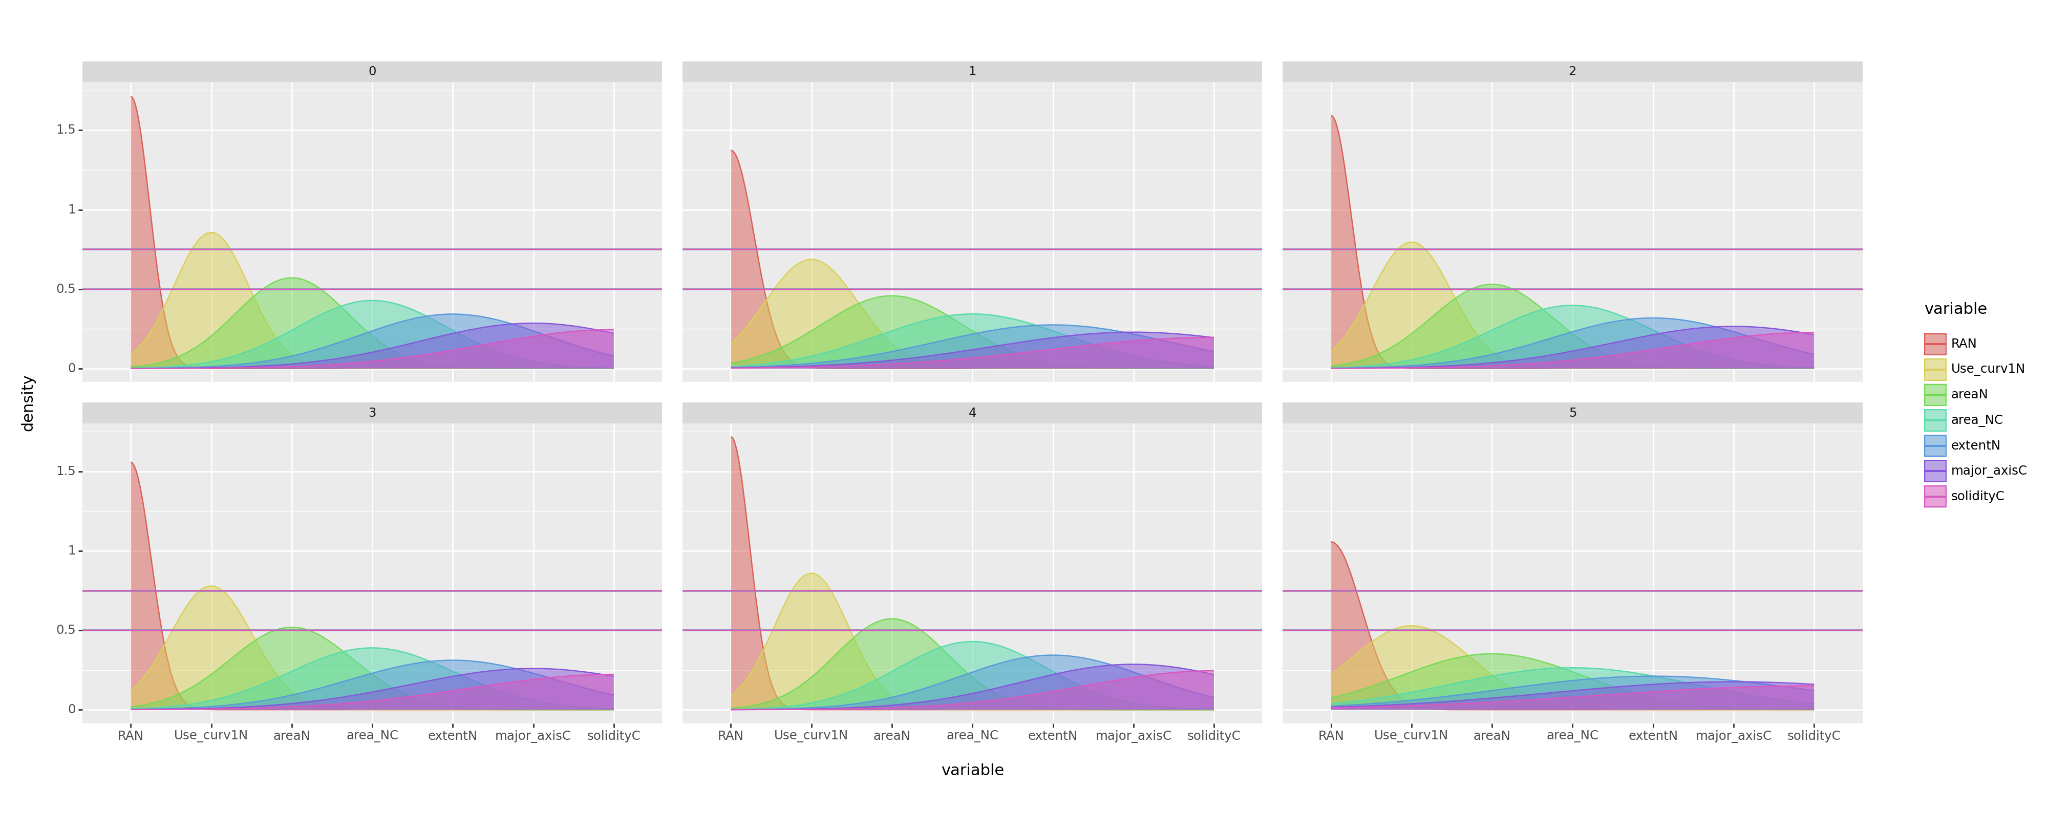 0 1 2
1.5
1
0.5
0
density
3 4 5
1.5
1
0.5
0
RAN Use_curv1N areaN area_NC extentN major_axisC solidityC RAN Use_curv1N areaN area_NC extentN major_axisC solidityC RAN Use_curv1N areaN area_NC extentN major_axisC solidityC
variable
variable
RAN
Use_curv1N
areaN
area_NC
extentN
major_axisC
solidityC